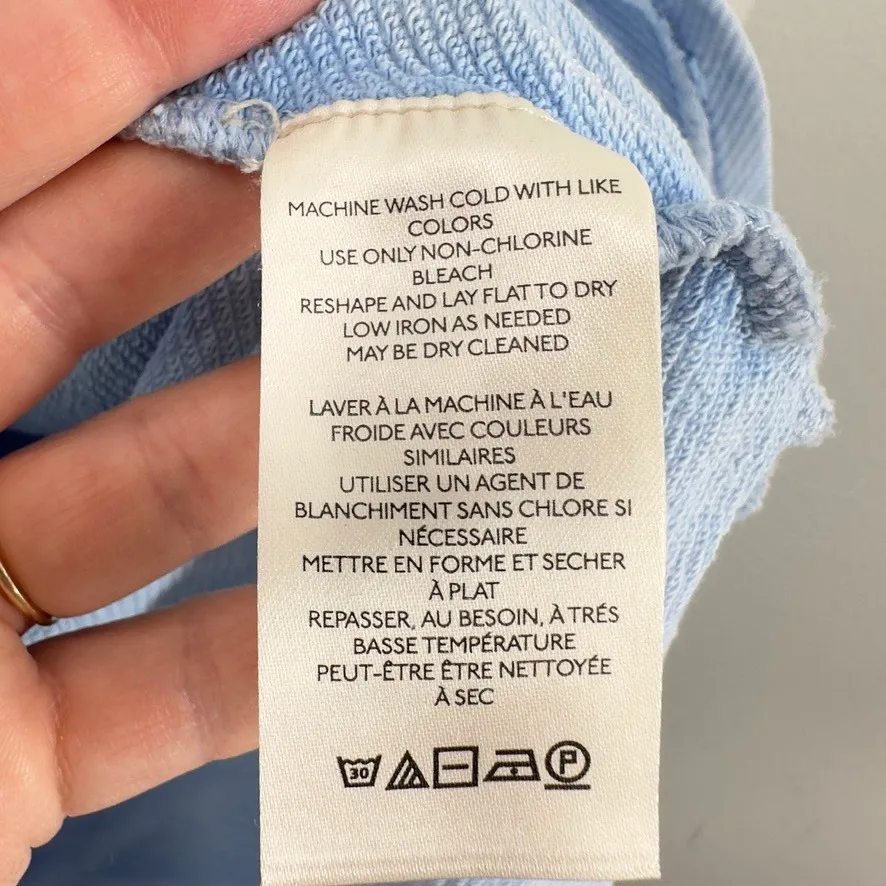 MACHINE WASH COLD WITH LIKE
COLORS
USE ONLY NON-CHLORINE
BLEACH
RESHAPE AND LAY FLAT TO DRY
LOW IRON AS NEEDED
MAY BE DRY CLEANED
LAVER À LA MACHINE À L'EAU
FROIDE AVEC COULEURS
SIMILAIRES
UTILISER UN AGENT DE
BLANCHIMENT SANS CHLORE SI
NÉCESSAIRE
METTRE EN FORME ET SECHER
À PLAT
REPASSER, AU BESOIN, À TRÉS
BASSE TEMPÉRATURE
PEUT-ÊTRE ÊTRE NETTOYÉE
À SEC
30 P